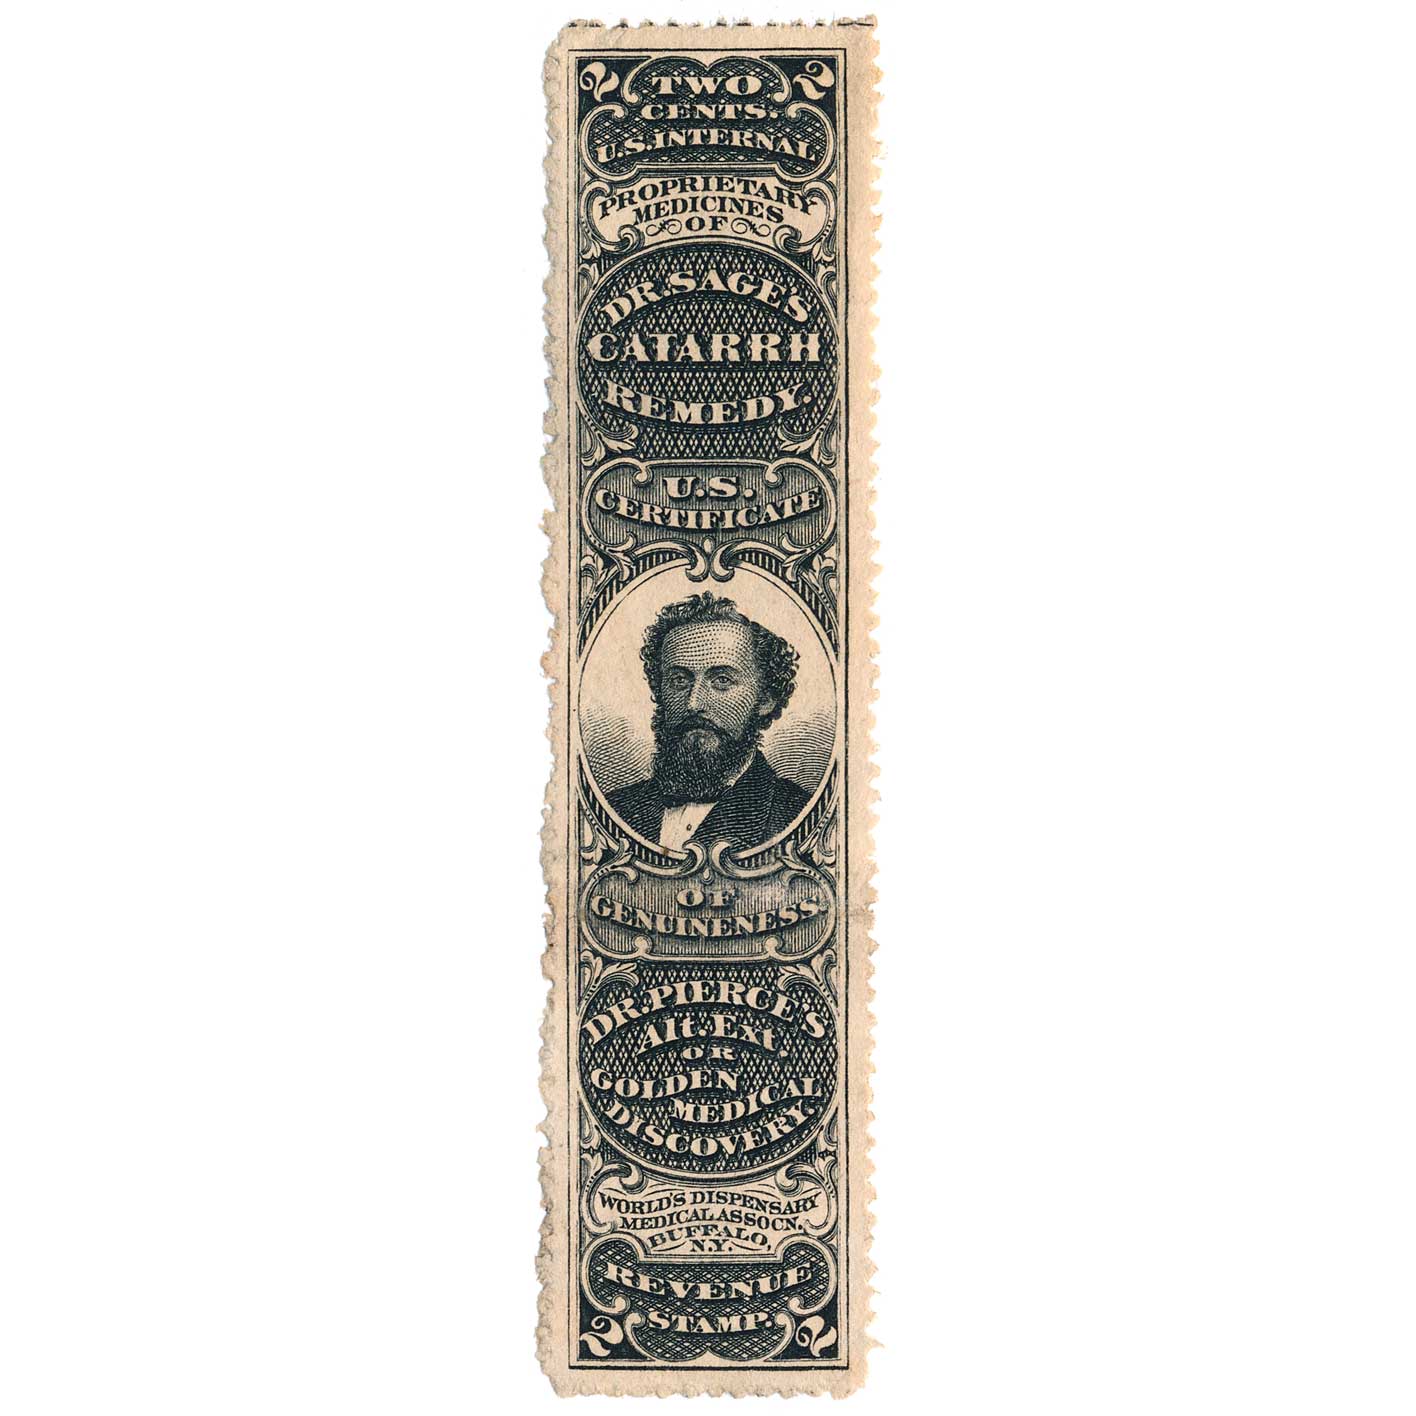 2 2
TWO
CENTS.
U.S. INTERNAL
PROPRIETARY
MEDICINES
OF
DR. SAGE'S
CATARRH
REMEDY.
U.S.
CERTIFICATE
OF
GENUINENESS.
DR. PIERCE'S
Alt. Ext.
OR
GOLDEN
MEDICAL
DISCOVERY.
WORLD'S DISPENSARY
MEDICAL ASSOCN.
BUFFALO,
N.Y.
REVENUE
STAMP.
2 2